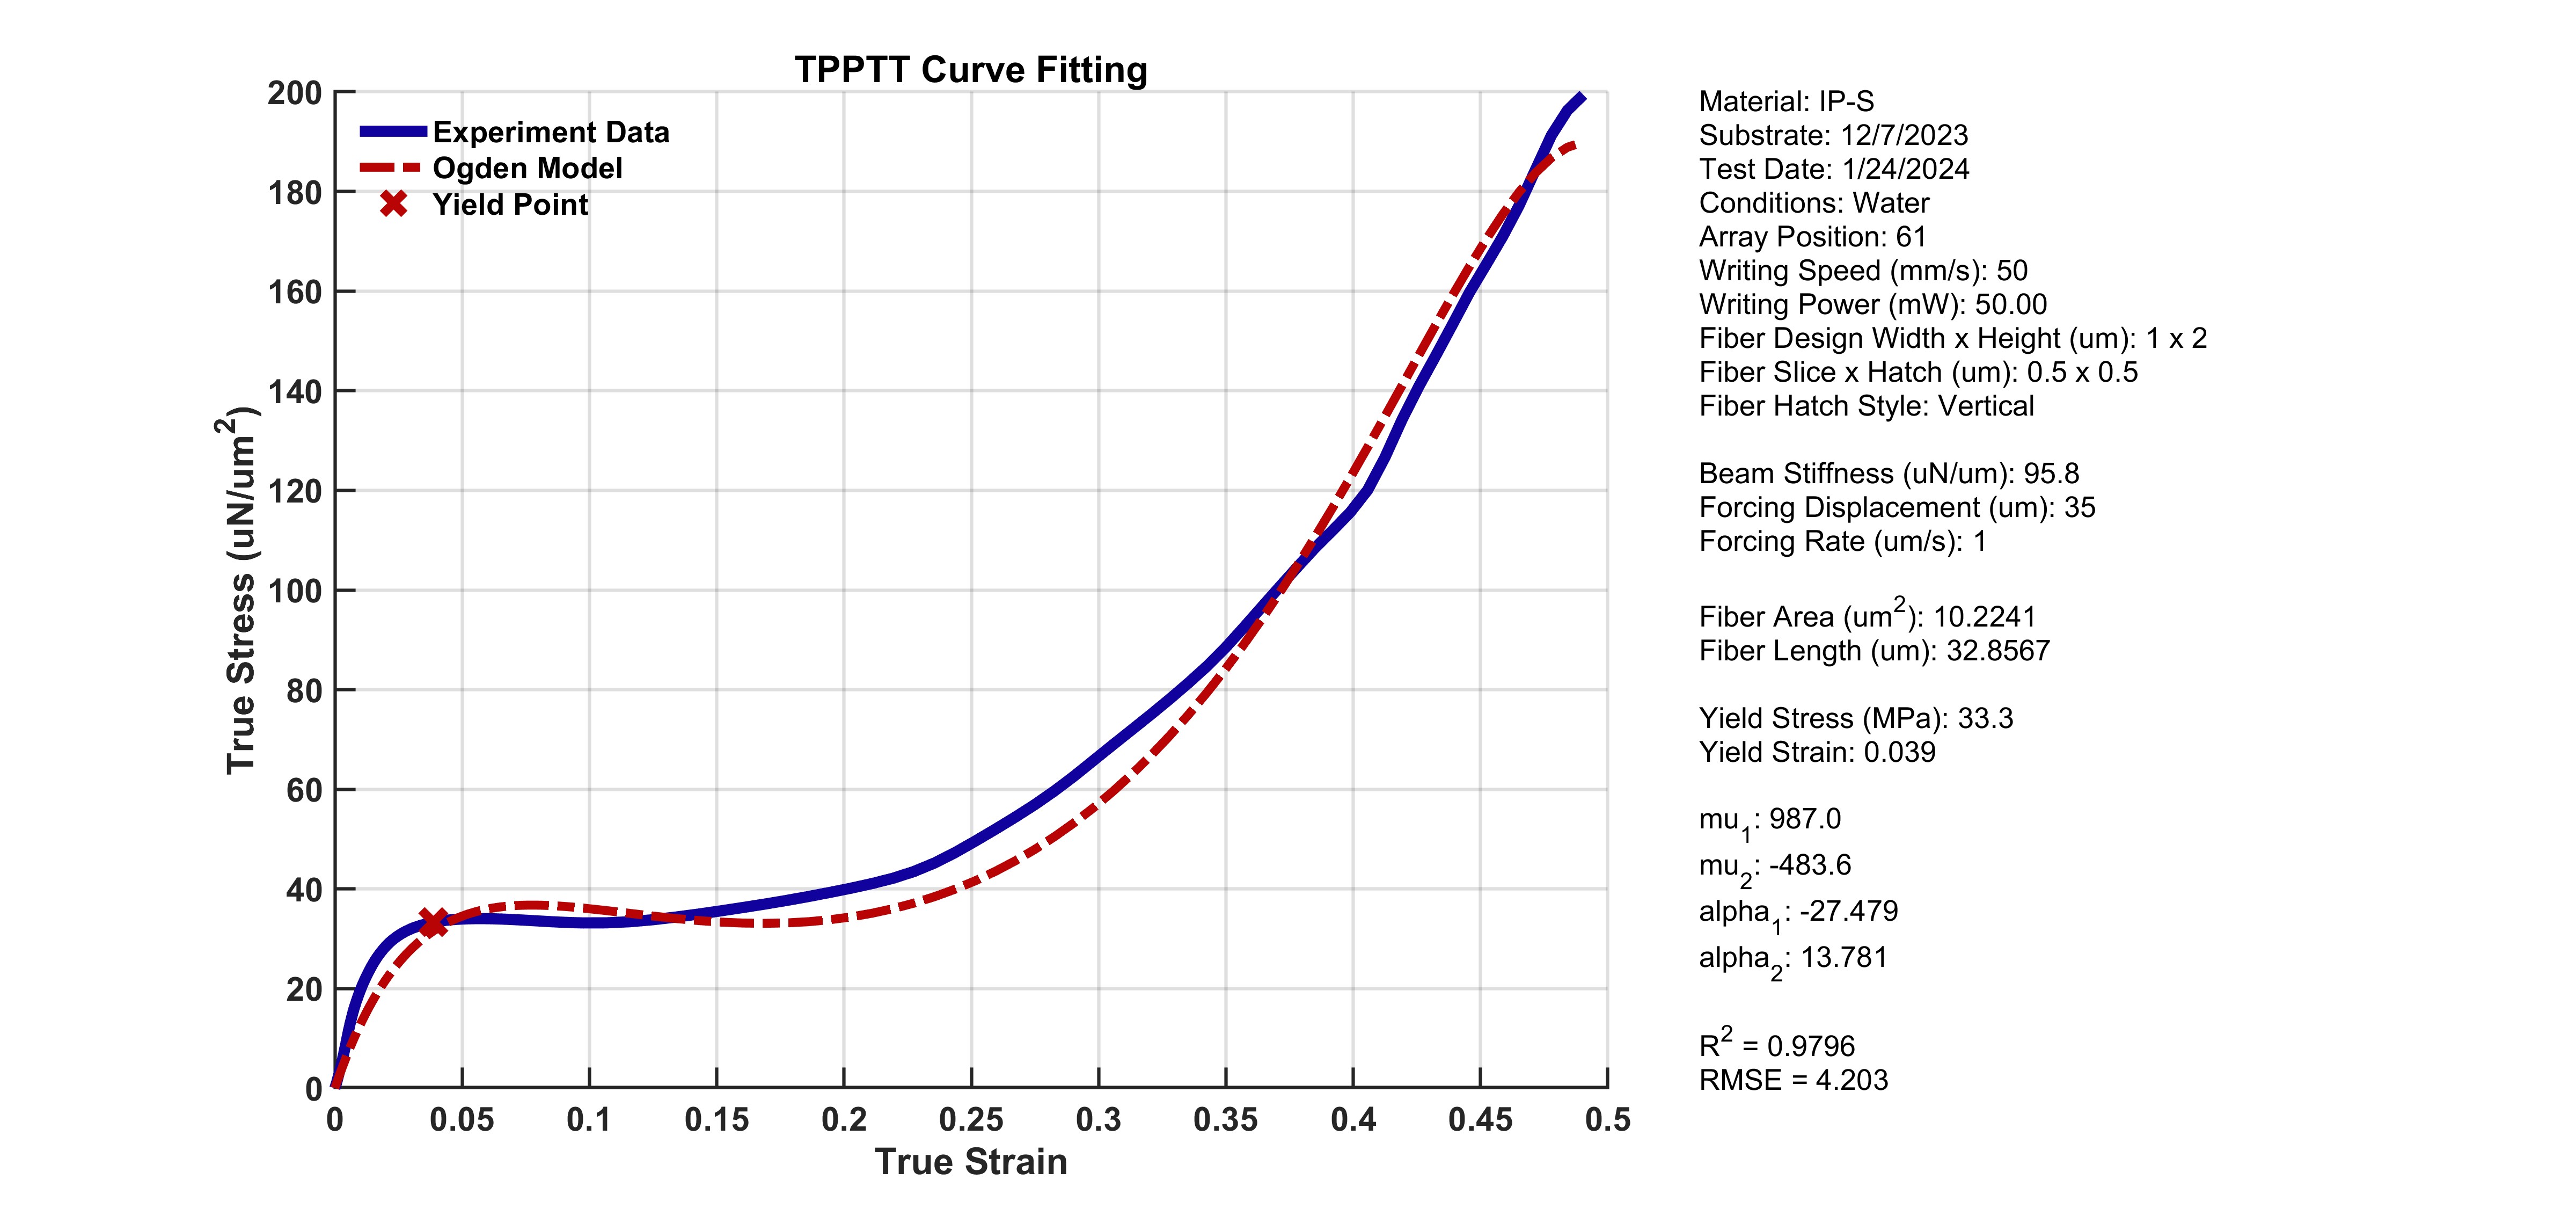 TPPTT Curve Fitting
200
180
160
140
120
100
80
60
40
20
0
True Stress (uN/um²)
Experiment Data
Ogden Model
Yield Point
0 0.05 0.1 0.15 0.2 0.25 0.3 0.35 0.4 0.45 0.5
True Strain
Material: IP-S
Substrate: 12/7/2023
Test Date: 1/24/2024
Conditions: Water
Array Position: 61
Writing Speed (mm/s): 50
Writing Power (mW): 50.00
Fiber Design Width x Height (um): 1 x 2
Fiber Slice x Hatch (um): 0.5 x 0.5
Fiber Hatch Style: Vertical
Beam Stiffness (uN/um): 95.8
Forcing Displacement (um): 35
Forcing Rate (um/s): 1
Fiber Area (um²): 10.2241
Fiber Length (um): 32.8567
Yield Stress (MPa): 33.3
Yield Strain: 0.039
mu₁: 987.0
mu₂: -483.6
alpha₁: -27.479
alpha₂: 13.781
R² = 0.9796
RMSE = 4.203